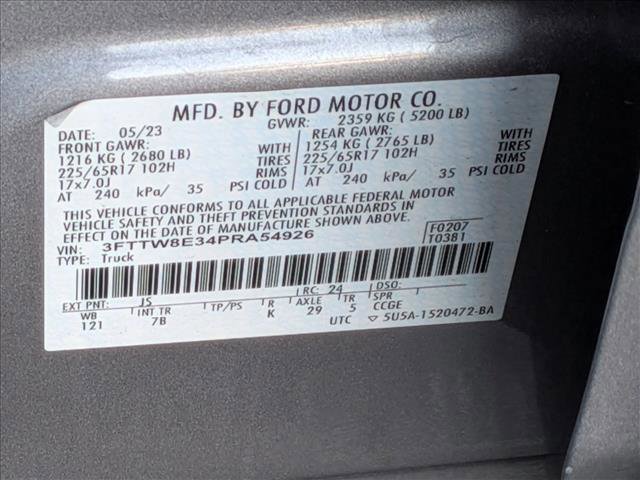 MFD. BY FORD MOTOR CO.
DATE: 05/23 GVWR: 2359 KG ( 5200 LB)
FRONT GAWR: REAR GAWR:
1216 KG ( 2680 LB) WITH 1254 KG ( 2765 LB) WITH
225/65R17 102H TIRES 225/65R17 102H TIRES
17x7.0J RIMS 17x7.0J RIMS
AT 240 kPa/ 35 PSI COLD AT 240 kPa/ 35 PSI COLD
THIS VEHICLE CONFORMS TO ALL APPLICABLE FEDERAL MOTOR
VEHICLE SAFETY AND THEFT PREVENTION STANDARDS IN
EFFECT ON THE DATE OF MANUFACTURE SHOWN ABOVE.
VIN: 3FTTW8E34PRA54926 F0207
TYPE: Truck T0381
EXT PNT: JS RC: 24 DSO:
WB INT TR TP/PS R AXLE TR SPR
121 7B K 29 5 CCGE
UTC ▽ 5U5A-1520472-BA